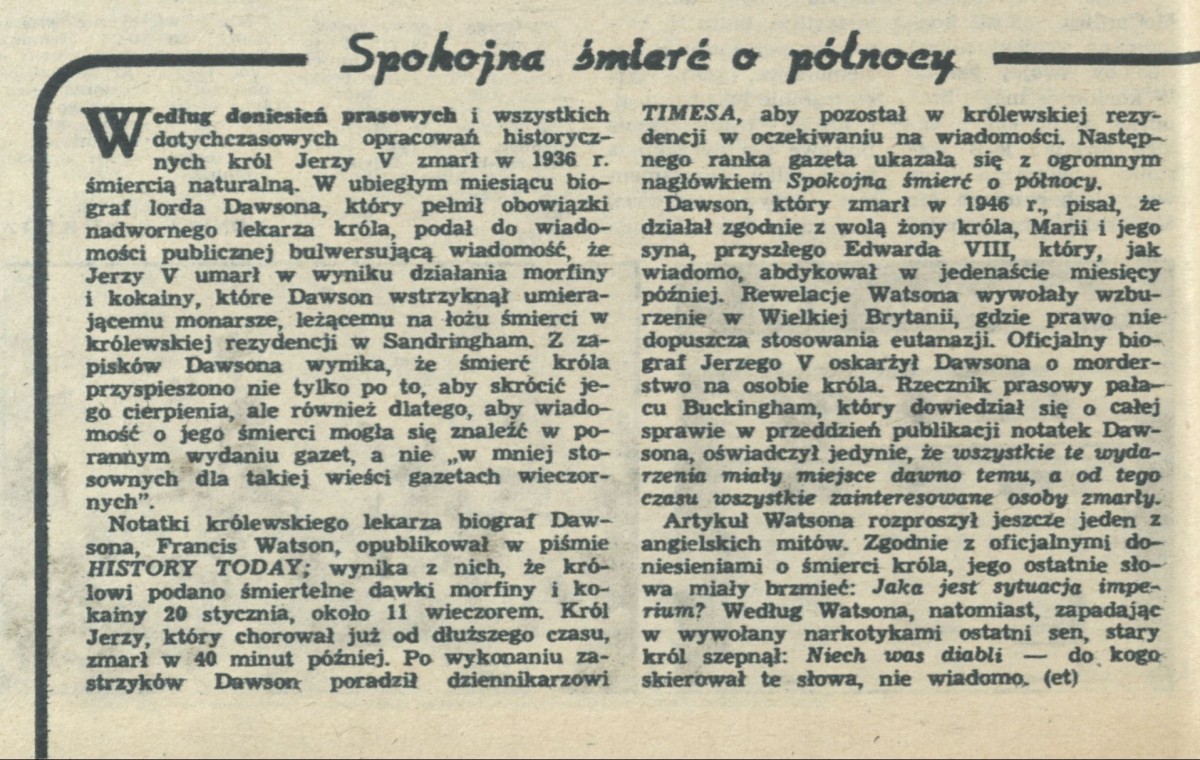 Spokojna śmierć o północy
Według doniesień prasowych i wszystkich
dotychczasowych opracowań historycz-
nych król Jerzy V zmarł w 1936 r.
śmiercią naturalną. W ubiegłym miesiącu bio-
graf lorda Dawsona, który pełnił obowiązki
nadwornego lekarza króla, podał do wiado-
mości publicznej bulwersującą wiadomość, że
Jerzy V umarł w wyniku działania morfiny
i kokainy, które Dawson wstrzyknął umiera-
jącemu monarsze, leżącemu na łożu śmierci w
królewskiej rezydencji w Sandringham. Z za-
pisków Dawsona wynika, że śmierć króla
przyspieszono nie tylko po to, aby skrócić je-
go cierpienia, ale również dlatego, aby wiado-
mość o jego śmierci mogła się znaleźć w po-
rannym wydaniu gazet, a nie „w mniej sto-
sownych dla takiej wieści gazetach wieczor-
nych”.
Notatki królewskiego lekarza biograf Daw-
sona, Francis Watson, opublikował w piśmie
HISTORY TODAY; wynika z nich, że kró-
lowi podano śmiertelne dawki morfiny i ko-
kainy 20 stycznia, około 11 wieczorem. Król
Jerzy, który chorował już od dłuższego czasu,
zmarł w 40 minut później. Po wykonaniu za-
strzyków Dawson poradził dziennikarzowi
TIMESA, aby pozostał w królewskiej rezy-
dencji w oczekiwaniu na wiadomości. Następ-
nego ranka gazeta ukazała się z ogromnym
nagłówkiem Spokojna śmierć o północy.
Dawson, który zmarł w 1946 r., pisał, że
działał zgodnie z wolą żony króla, Marii i jego
syna, przyszłego Edwarda VIII, który, jak
wiadomo, abdykował w jedenaście miesięcy
później. Rewelacje Watsona wywołały wzbu-
rzenie w Wielkiej Brytanii, gdzie prawo nie
dopuszcza stosowania eutanazji. Oficjalny bio-
graf Jerzego V oskarżył Dawsona o morder-
stwo na osobie króla. Rzecznik prasowy pała-
cu Buckingham, który dowiedział się o całej
sprawie w przeddzień publikacji notatek Daw-
sona, oświadczył jedynie, że wszystkie te wyda-
rzenia miały miejsce dawno temu, a od tego
czasu wszystkie zainteresowane osoby zmarły.
Artykuł Watsona rozproszył jeszcze jeden z
angielskich mitów. Zgodnie z oficjalnymi do-
niesieniami o śmierci króla, jego ostatnie sło-
wa miały brzmieć: Jaka jest sytuacja impe-
rium? Według Watsona, natomiast, zapadając
w wywołany narkotykami ostatni sen, stary
król szepnął: Niech was diabli — do kogo
skierował te słowa, nie wiadomo. (et)